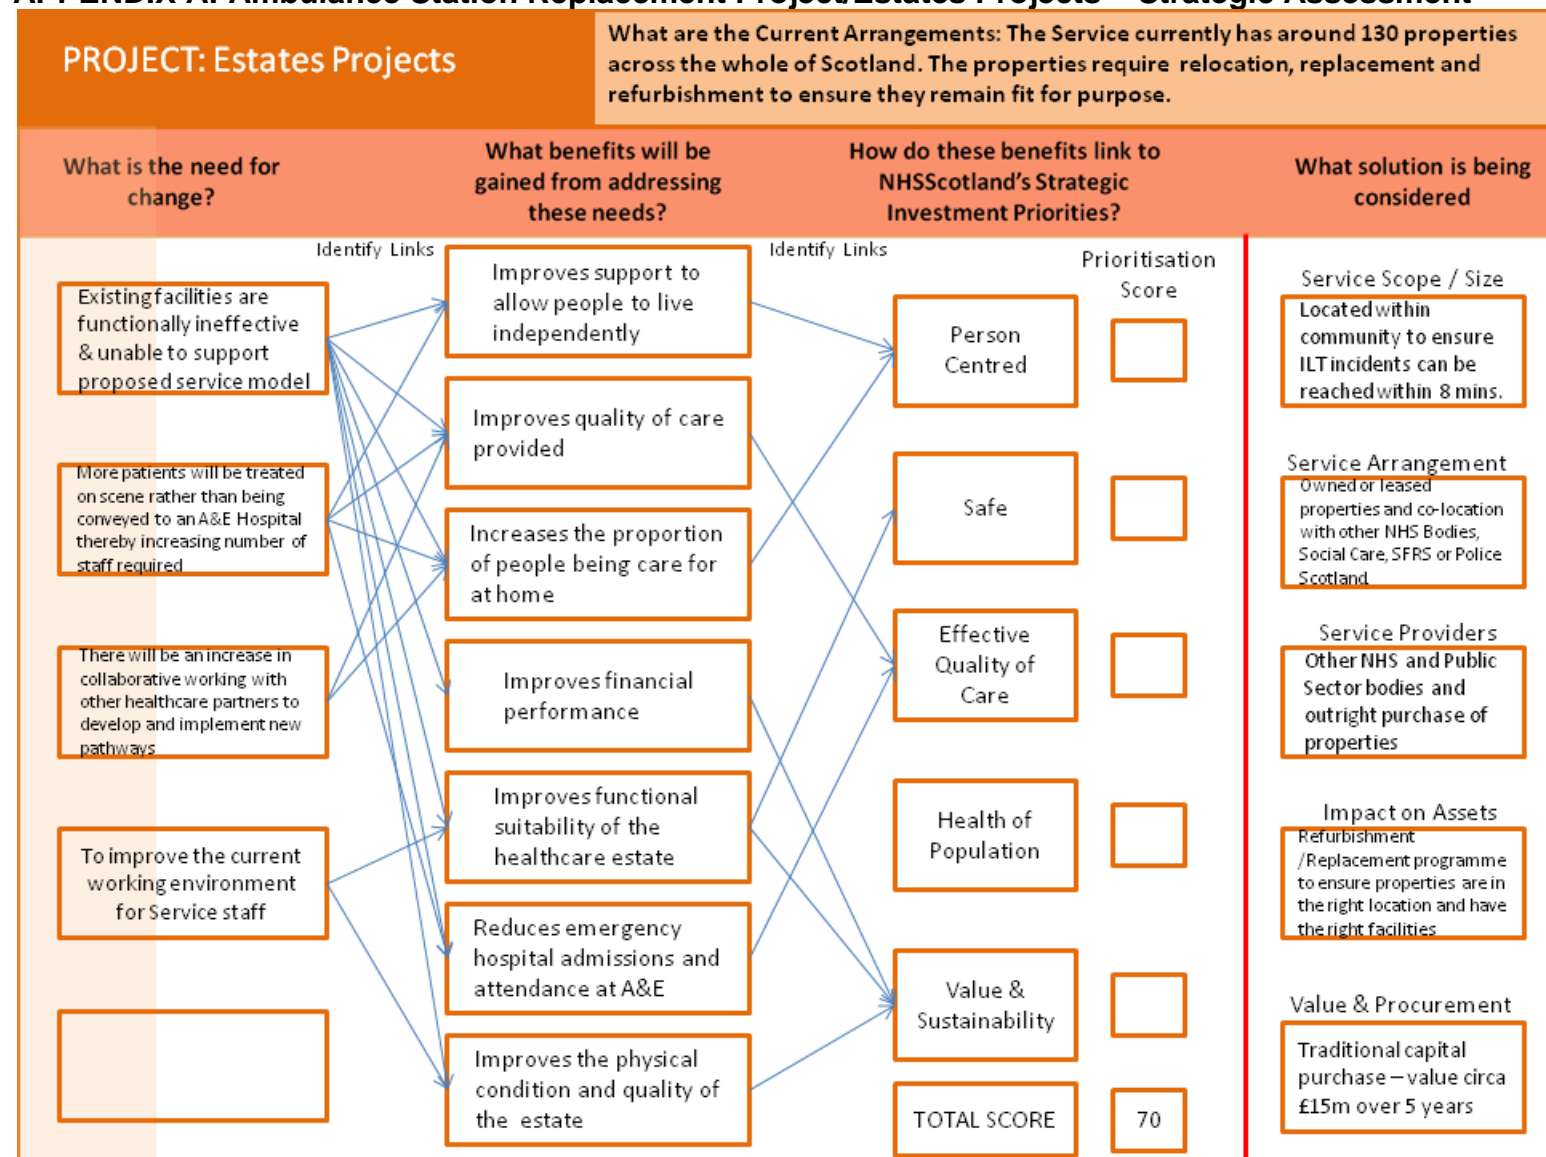 APPENDIX A: Ambulance Station Replacement Project/Estates Projects – Strategic Assessment
PROJECT: Estates Projects
What are the Current Arrangements: The Service currently has around 130 properties
across the whole of Scotland. The properties require relocation, replacement and
refurbishment to ensure they remain fit for purpose.
What is the need for
change?
What benefits will be
gained from addressing
these needs?
How do these benefits link to
NHSScotland's Strategic
Investment Priorities?
What solution is being
considered
Identify Links
Existing facilities are
functionally ineffective
& unable to support
proposed service model
More patients will be treated
on scene rather than being
conveyed to an A&E Hospital
thereby increasing number of
staff required
There will be an increase in
collaborative working with
other healthcare partners to
develop and implement new
pathways
To improve the current
working environment
for Service staff
Improves support to
allow people to live
independently
Improves quality of care
provided
Increases the proportion
of people being care for
at home
Improves financial
performance
Improves functional
suitability of the
healthcare estate
Reduces emergency
hospital admissions and
attendance at A&E
Improves the physical
condition and quality of
the estate
Identify Links
Prioritisation
Score
Person
Centred
Safe
Effective
Quality of
Care
Health of
Population
Value &
Sustainability
TOTAL SCORE
70
Service Scope / Size
Located within
community to ensure
ILT incidents can be
reached within 8 mins.
Service Arrangement
Owned or leased
properties and co-location
with other NHS Bodies,
Social Care, SFRS or Police
Scotland.
Service Providers
Other NHS and Public
Sector bodies and
outright purchase of
properties
Impact on Assets
Refurbishment
/Replacement programme
to ensure properties are in
the right location and have
the right facilities
Value & Procurement
Traditional capital
purchase – value circa
£15m over 5 years